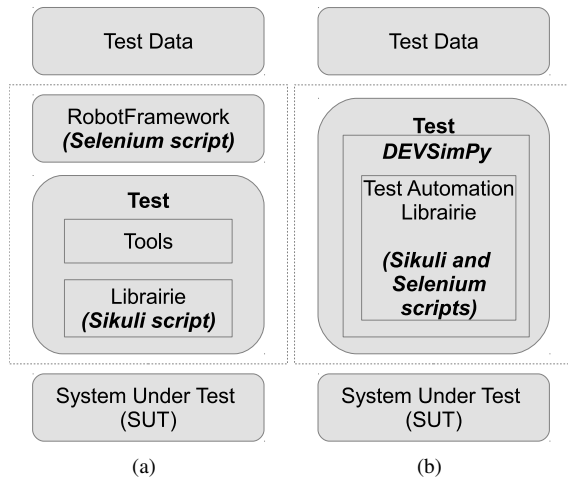 Test Data
RobotFramework
(Selenium script)
Test
Tools
Librairie
(Sikuli script)
System Under Test
(SUT)
(a)
Test Data
Test
DEVSimPy
Test Automation
Librairie
(Sikuli and
Selenium
scripts)
System Under Test
(SUT)
(b)